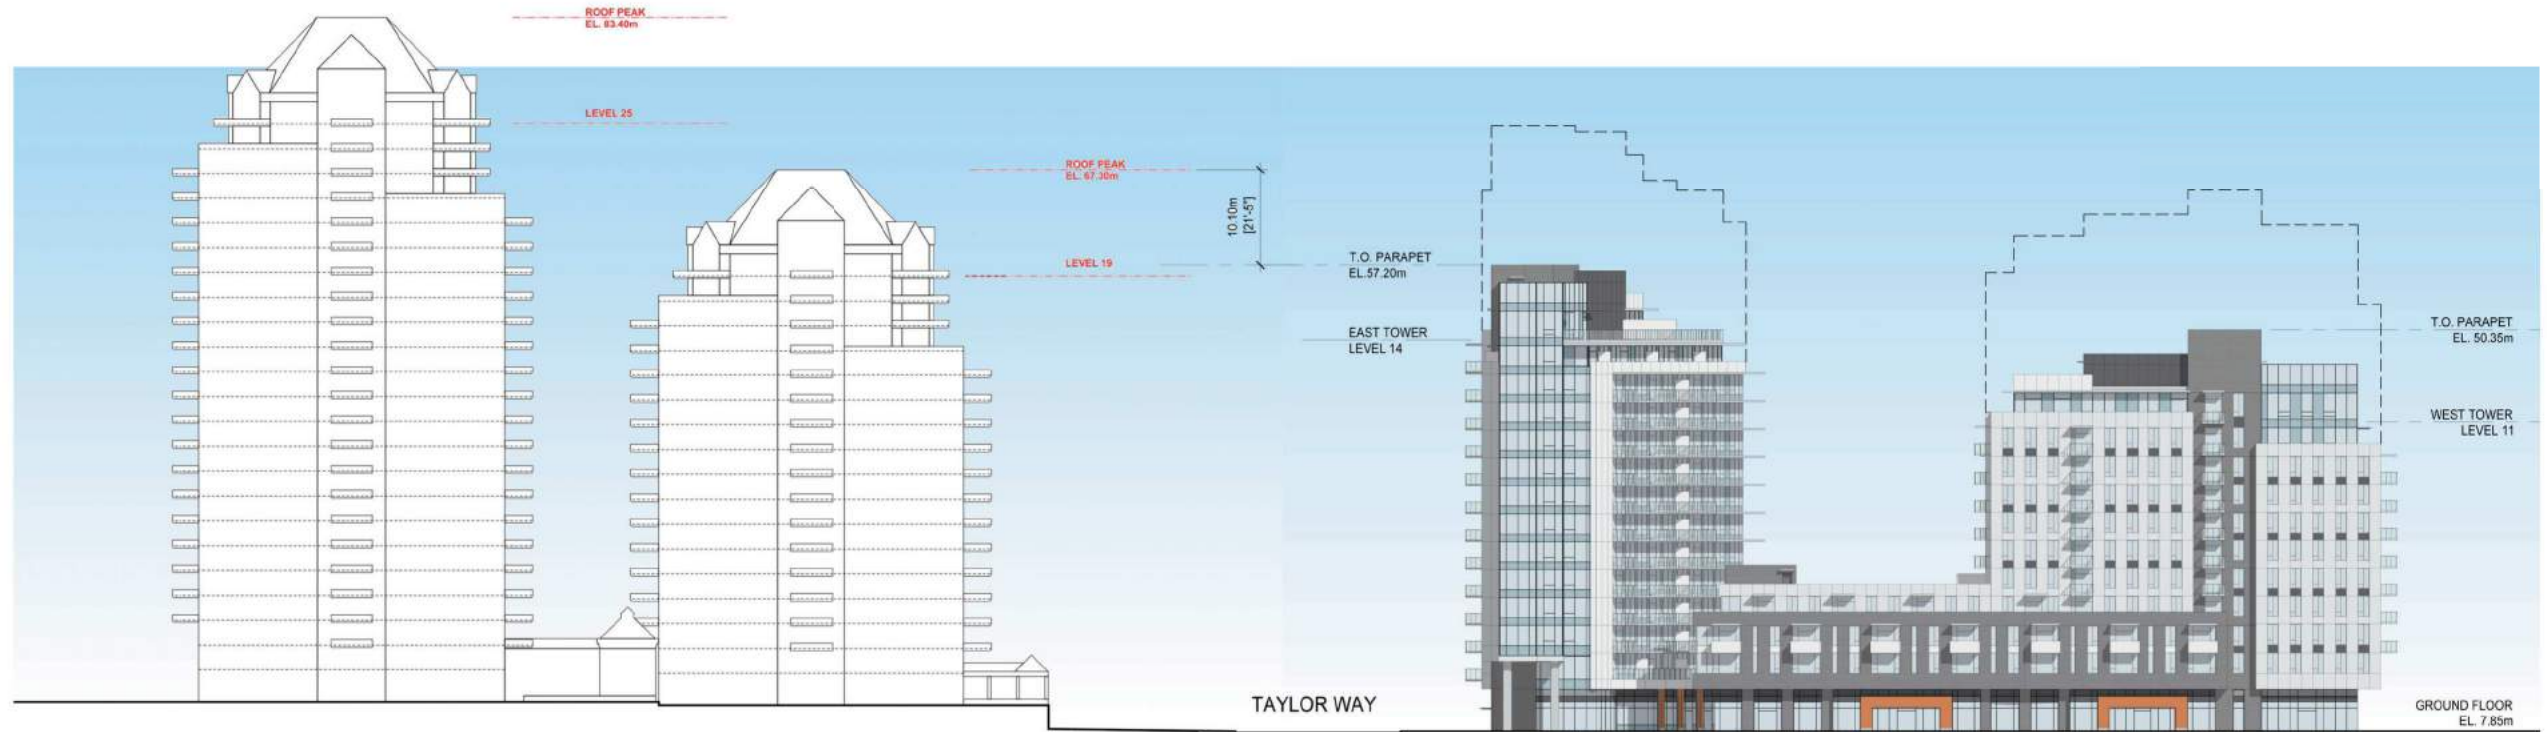 ROOF PEAK
EL. 83.40m
LEVEL 25
ROOF PEAK
EL. 67.30m
10.10m
[21'-5"]
LEVEL 19
T.O. PARAPET
EL.57.20m
EAST TOWER
LEVEL 14
T.O. PARAPET
EL. 50.35m
WEST TOWER
LEVEL 11
TAYLOR WAY
GROUND FLOOR
EL. 7.85m